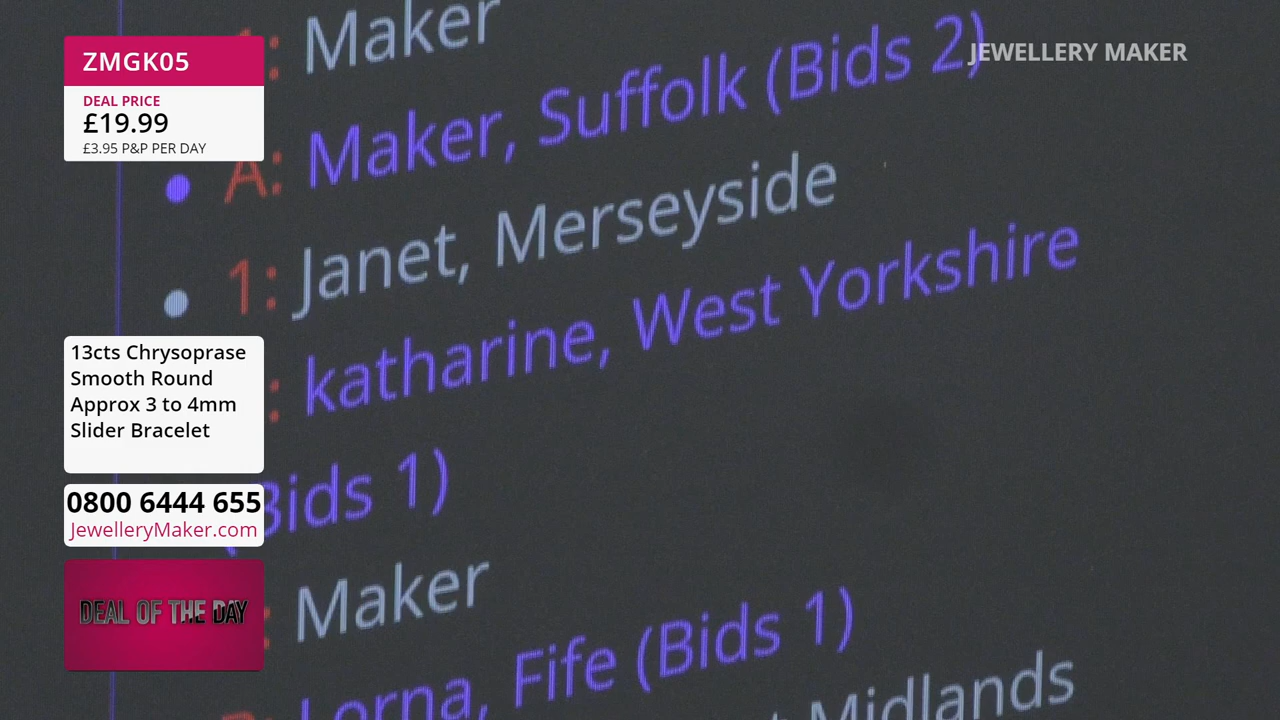 ZMGK05
DEAL PRICE
£19.99
£3.95 P&P PER DAY
JEWELLERY MAKER
Maker
A: Maker, Suffolk (Bids 2)
1: Janet, Merseyside
: katharine, West Yorkshire
(Bids 1)
Maker
Lorna, Fife (Bids 1)
Midlands
13cts Chrysoprase
Smooth Round
Approx 3 to 4mm
Slider Bracelet
0800 6444 655
JewelleryMaker.com
DEAL OF THE DAY